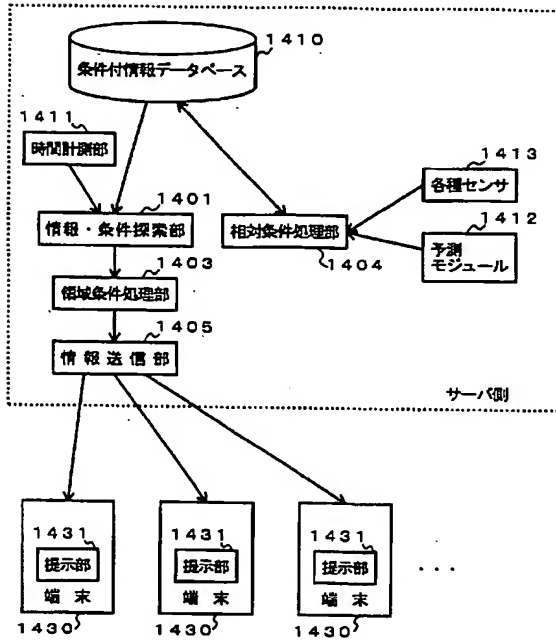 1410
条件付情報データベース
1411
時間計測部
1413
各種センサ
1401
1412
情報・条件探索部
相対条件処理部
予測
モジュール
1404
1403
領域条件処理部
1405
情報送信部
サーバ側
1431
1431
1431
提示部
提示部
提示部
...
端末
端末
端末
1430
1430
1430